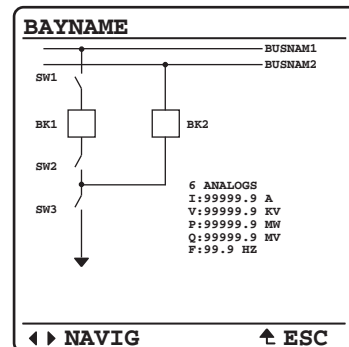 BAYNAME
BUSNAM1
BUSNAM2
SW1
BK1
BK2
SW2
SW3
6 ANALOGS
I:99999.9 A
V:99999.9 KV
P:99999.9 MW
Q:99999.9 MV
F:99.9 HZ
NAVIG
ESC